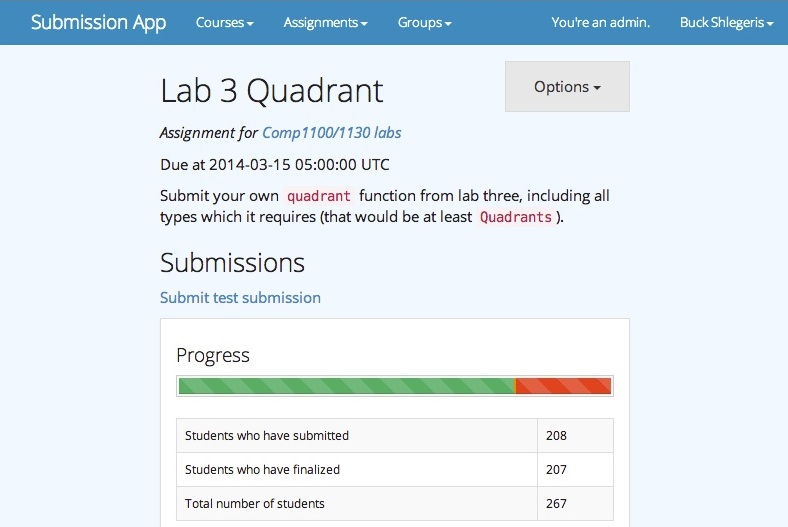 Submission App Courses Assignments Groups You're an admin. Buck Shlegeris
Lab 3 Quadrant
Options
Assignment for Comp1100/1130 labs
Due at 2014-03-15 05:00:00 UTC
Submit your own quadrant function from lab three, including all
types which it requires (that would be at least Quadrants ).
Submissions
Submit test submission
Progress
Students who have submitted 208
Students who have finalized 207
Total number of students 267